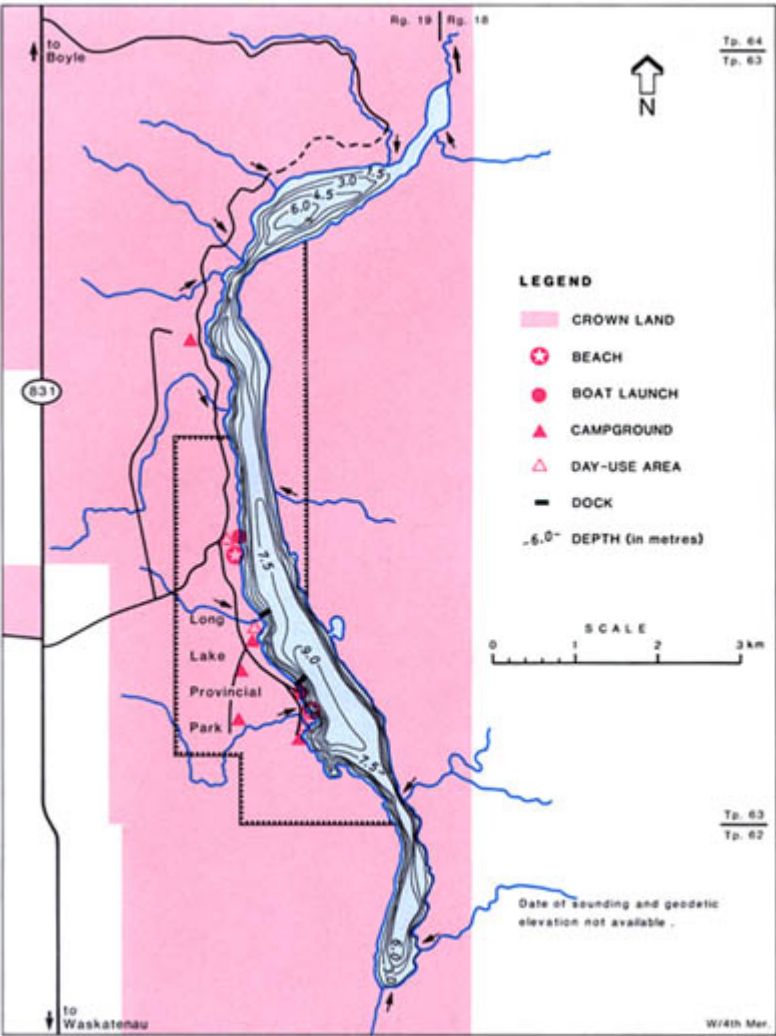 Rg. 19 Rg. 18
to
Boyle
Tp. 64
Tp. 63
N
1.5
3.0
4.5
6.0
LEGEND
CROWN LAND
BEACH
831
BOAT LAUNCH
CAMPGROUND
DAY-USE AREA
DOCK
-6.0- DEPTH (in metres)
7.5
Long
Lake
Provincial
Park
SCALE
0 1 2 3 km
9.0
7.5
Tp. 63
Tp. 62
Date of sounding and geodetic
elevation not available.
to
Waskatenau
W/4th Mer.